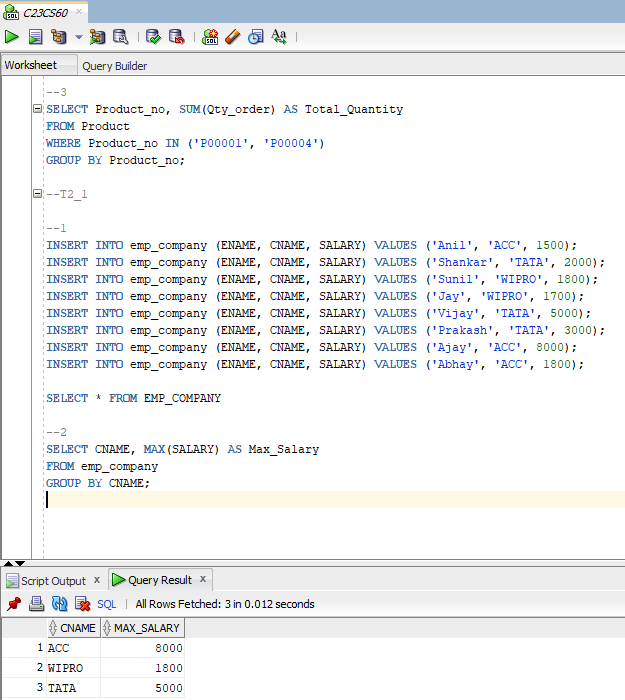 C23CS60
Worksheet Query Builder
--3
SELECT Product_no, SUM(Qty_order) AS Total_Quantity
FROM Product
WHERE Product_no IN ('P00001', 'P00004')
GROUP BY Product_no;
--T2_1
--1
INSERT INTO emp_company (ENAME, CNAME, SALARY) VALUES ('Anil', 'ACC', 1500);
INSERT INTO emp_company (ENAME, CNAME, SALARY) VALUES ('Shankar', 'TATA', 2000);
INSERT INTO emp_company (ENAME, CNAME, SALARY) VALUES ('Sunil', 'WIPRO', 1800);
INSERT INTO emp_company (ENAME, CNAME, SALARY) VALUES ('Jay', 'WIPRO', 1700);
INSERT INTO emp_company (ENAME, CNAME, SALARY) VALUES ('Vijay', 'TATA', 5000);
INSERT INTO emp_company (ENAME, CNAME, SALARY) VALUES ('Prakash', 'TATA', 3000);
INSERT INTO emp_company (ENAME, CNAME, SALARY) VALUES ('Ajay', 'ACC', 8000);
INSERT INTO emp_company (ENAME, CNAME, SALARY) VALUES ('Abhay', 'ACC', 1800);
SELECT * FROM EMP_COMPANY
--2
SELECT CNAME, MAX(SALARY) AS Max_Salary
FROM emp_company
GROUP BY CNAME;
Script Output x Query Result x
SQL | All Rows Fetched: 3 in 0.012 seconds
CNAME MAX_SALARY
1 ACC 8000
2 WIPRO 1800
3 TATA 5000